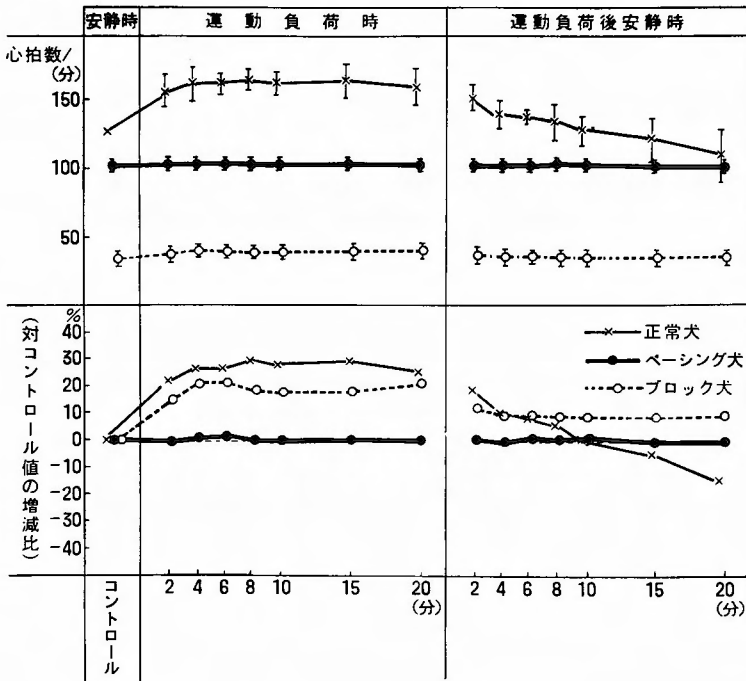 安静時
運動負荷時
運動負荷後安静時
心拍数/(分)
150
100
50
%
40
30
20
10
0
-10
-20
-30
-40
(対コントロール値の増減比)
正常犬
ペーシング犬
ブロック犬
コントロール
2 4 6 8 10 15 20
(分)
2 4 6 8 10 15 20
(分)